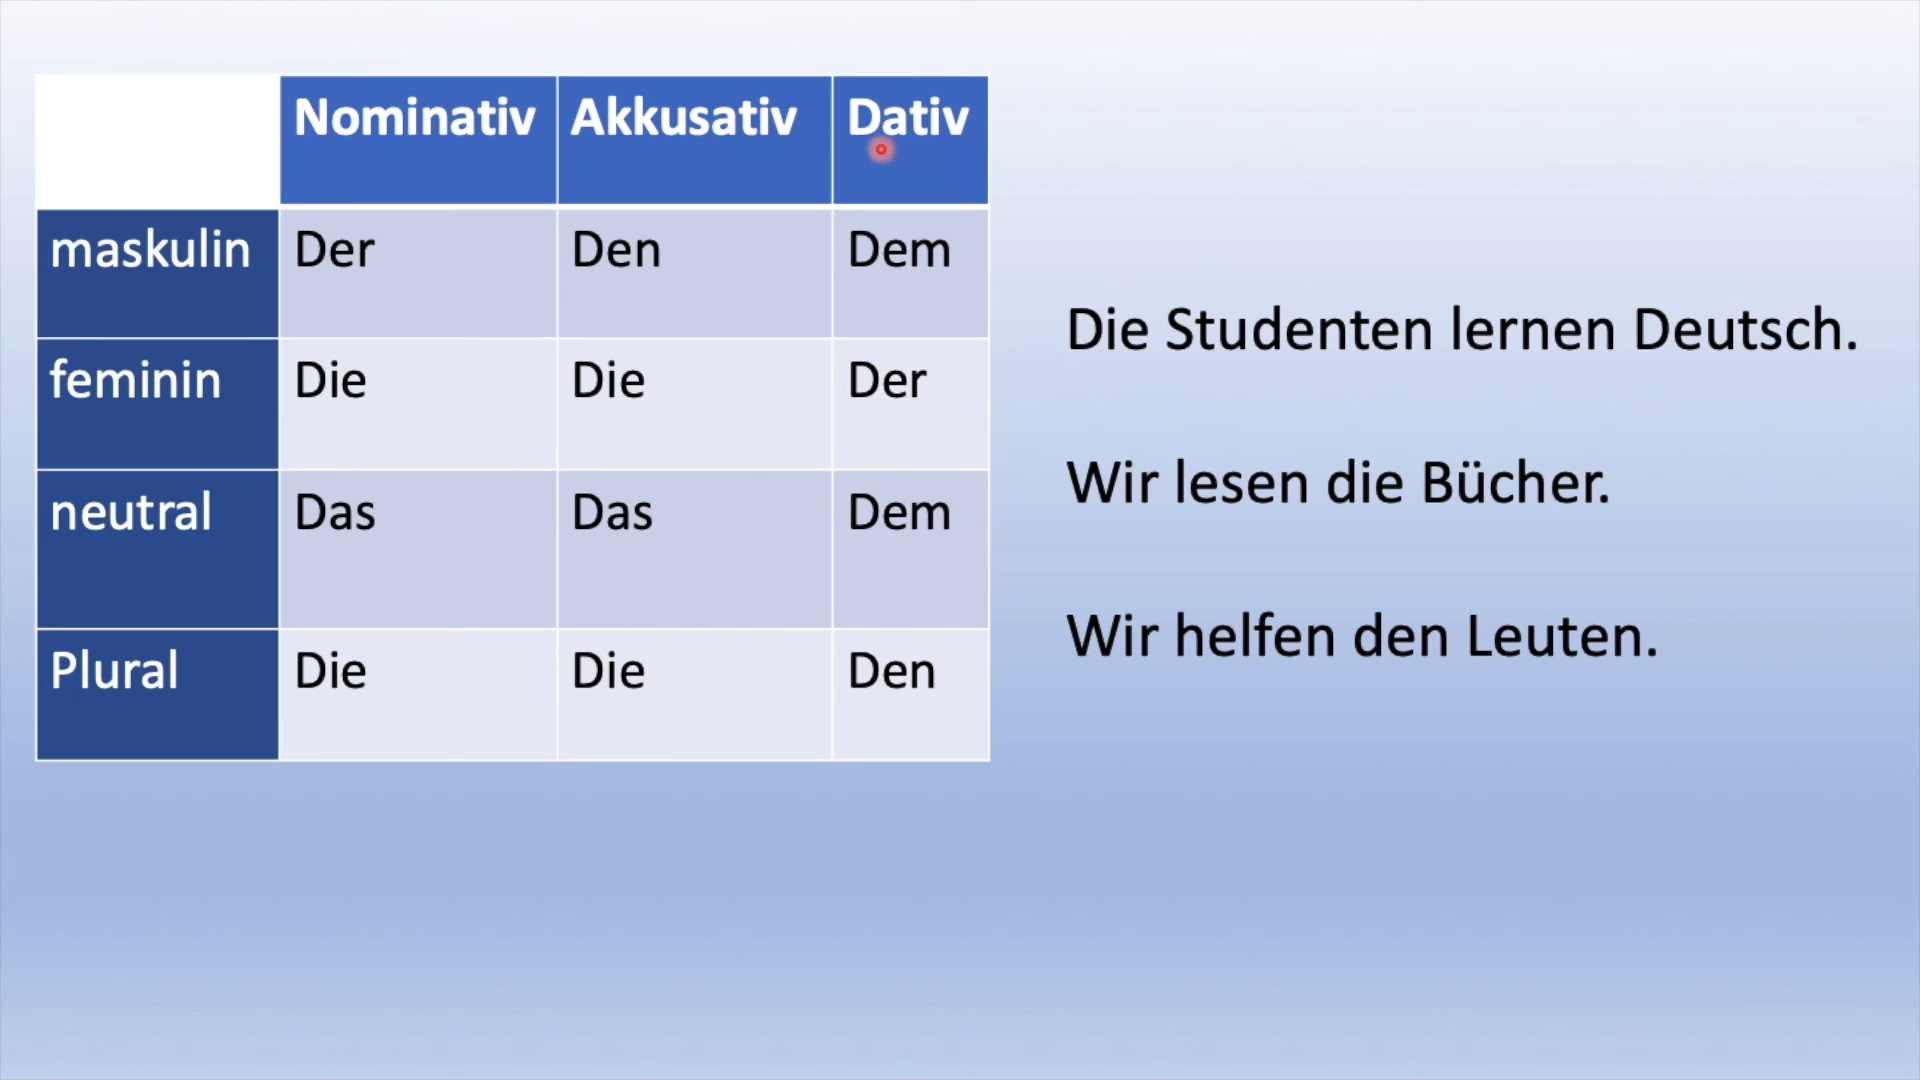 Nominativ Akkusativ Dativ
maskulin Der Den Dem
feminin Die Die Der
neutral Das Das Dem
Plural Die Die Den
Die Studenten lernen Deutsch.
Wir lesen die Bücher.
Wir helfen den Leuten.